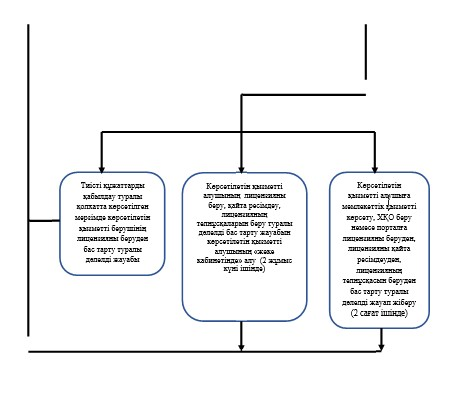 Тиісті құжаттарды
қабылдау туралы
қолхатта көрсетілген
мерзімде көрсетілетін
қызметті берушінің
лицензияны беруден
бас тарту туралы
дәлелді жауабы
Көрсетілетін қызметті
алушының лицензияны
беру, қайта ресімдеу,
лицензияның
телнұсқаларын беру туралы
дәлелді бас тарту жауабын
көрсетілетін қызметті
алушының «жеке
кабинетінде» алу (2 жұмыс
күні ішінде)
Көрсетілетін
қызметті алушыға
мемлекеттік қызметті
көрсету, ХҚО беру
немесе порталға
лицензияны беруден,
лицензияны қайта
ресімдеуден,
лицензияның
телнұсқасын беруден
бас тарту туралы
дәлелді жауап жіберу
(2 сағат ішінде)